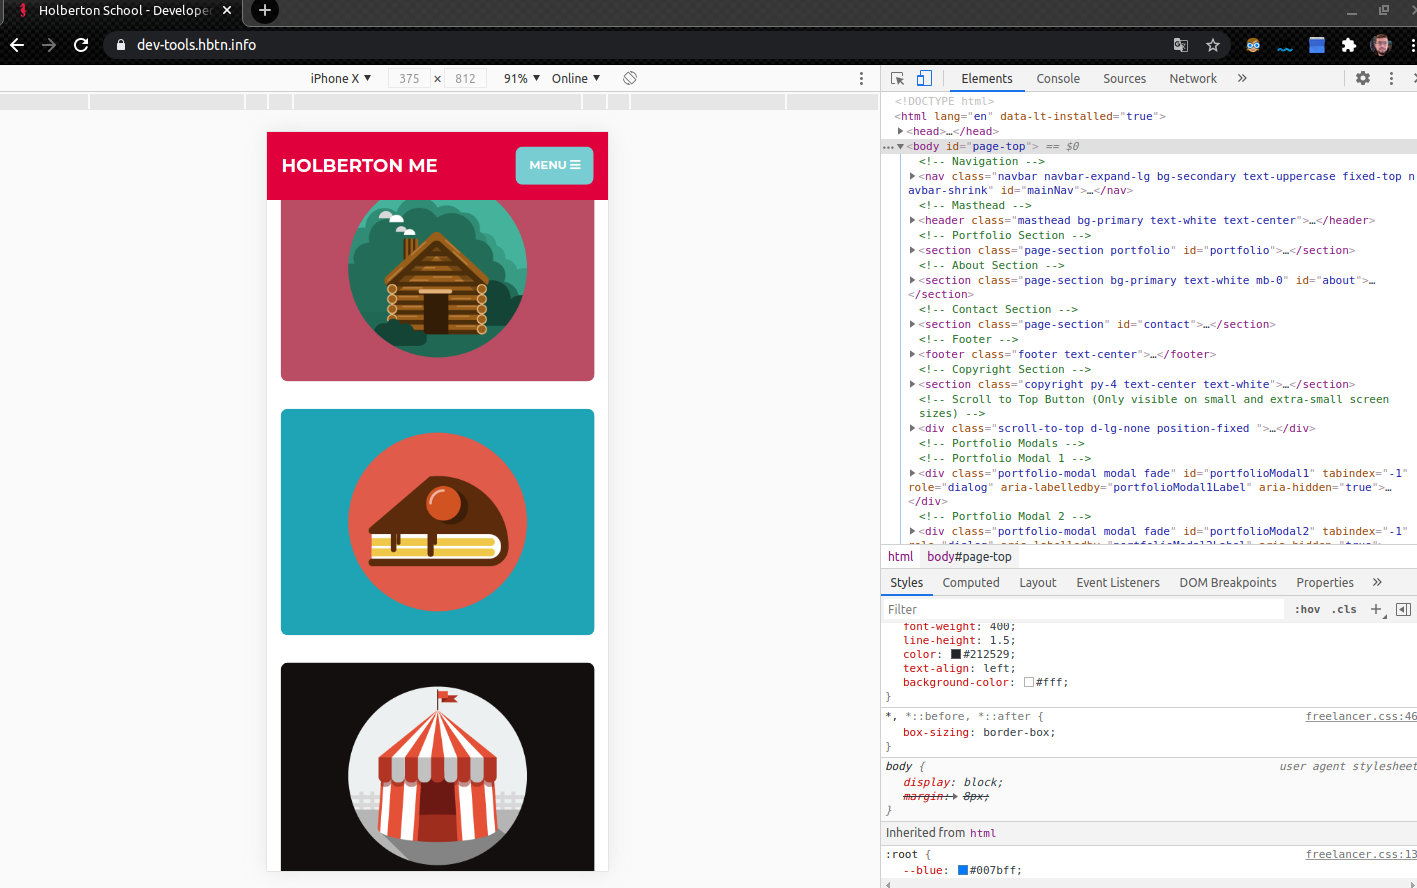 Holberton School - Developer
dev-tools.hbtn.info
iPhone X 375 × 812 91% Online
HOLBERTON ME
MENU
Elements Console Sources Network »
<!DOCTYPE html>
<html lang="en" data-lt-installed="true">
<head>…</head>
<body id="page-top"> == $0
<!-- Navigation -->
<nav class="navbar navbar-expand-lg bg-secondary text-uppercase fixed-top n
avbar-shrink" id="mainNav">…</nav>
<!-- Masthead -->
<header class="masthead bg-primary text-white text-center">…</header>
<!-- Portfolio Section -->
<section class="page-section portfolio" id="portfolio">…</section>
<!-- About Section -->
<section class="page-section bg-primary text-white mb-0" id="about">…
</section>
<!-- Contact Section -->
<section class="page-section" id="contact">…</section>
<!-- Footer -->
<footer class="footer text-center">…</footer>
<!-- Copyright Section -->
<section class="copyright py-4 text-center text-white">…</section>
<!-- Scroll to Top Button (Only visible on small and extra-small screen
sizes) -->
<div class="scroll-to-top d-lg-none position-fixed ">…</div>
<!-- Portfolio Modals -->
<!-- Portfolio Modal 1 -->
<div class="portfolio-modal modal fade" id="portfolioModal1" tabindex="-1"
role="dialog" aria-labelledby="portfolioModal1Label" aria-hidden="true">…
</div>
<!-- Portfolio Modal 2 -->
<div class="portfolio-modal modal fade" id="portfolioModal2" tabindex="-1"
role="dialog" aria-labelledby="portfolioModal2Label" aria-hidden="true">…
html body#page-top
Styles Computed Layout Event Listeners DOM Breakpoints Properties »
Filter :hov .cls +
font-weight: 400;
line-height: 1.5;
color: #212529;
text-align: left;
background-color: #fff;
}
*, *::before, *::after { freelancer.css:46
box-sizing: border-box;
}
body { user agent stylesheet
display: block;
margin: 8px;
}
Inherited from html
:root { freelancer.css:13
--blue: #007bff;